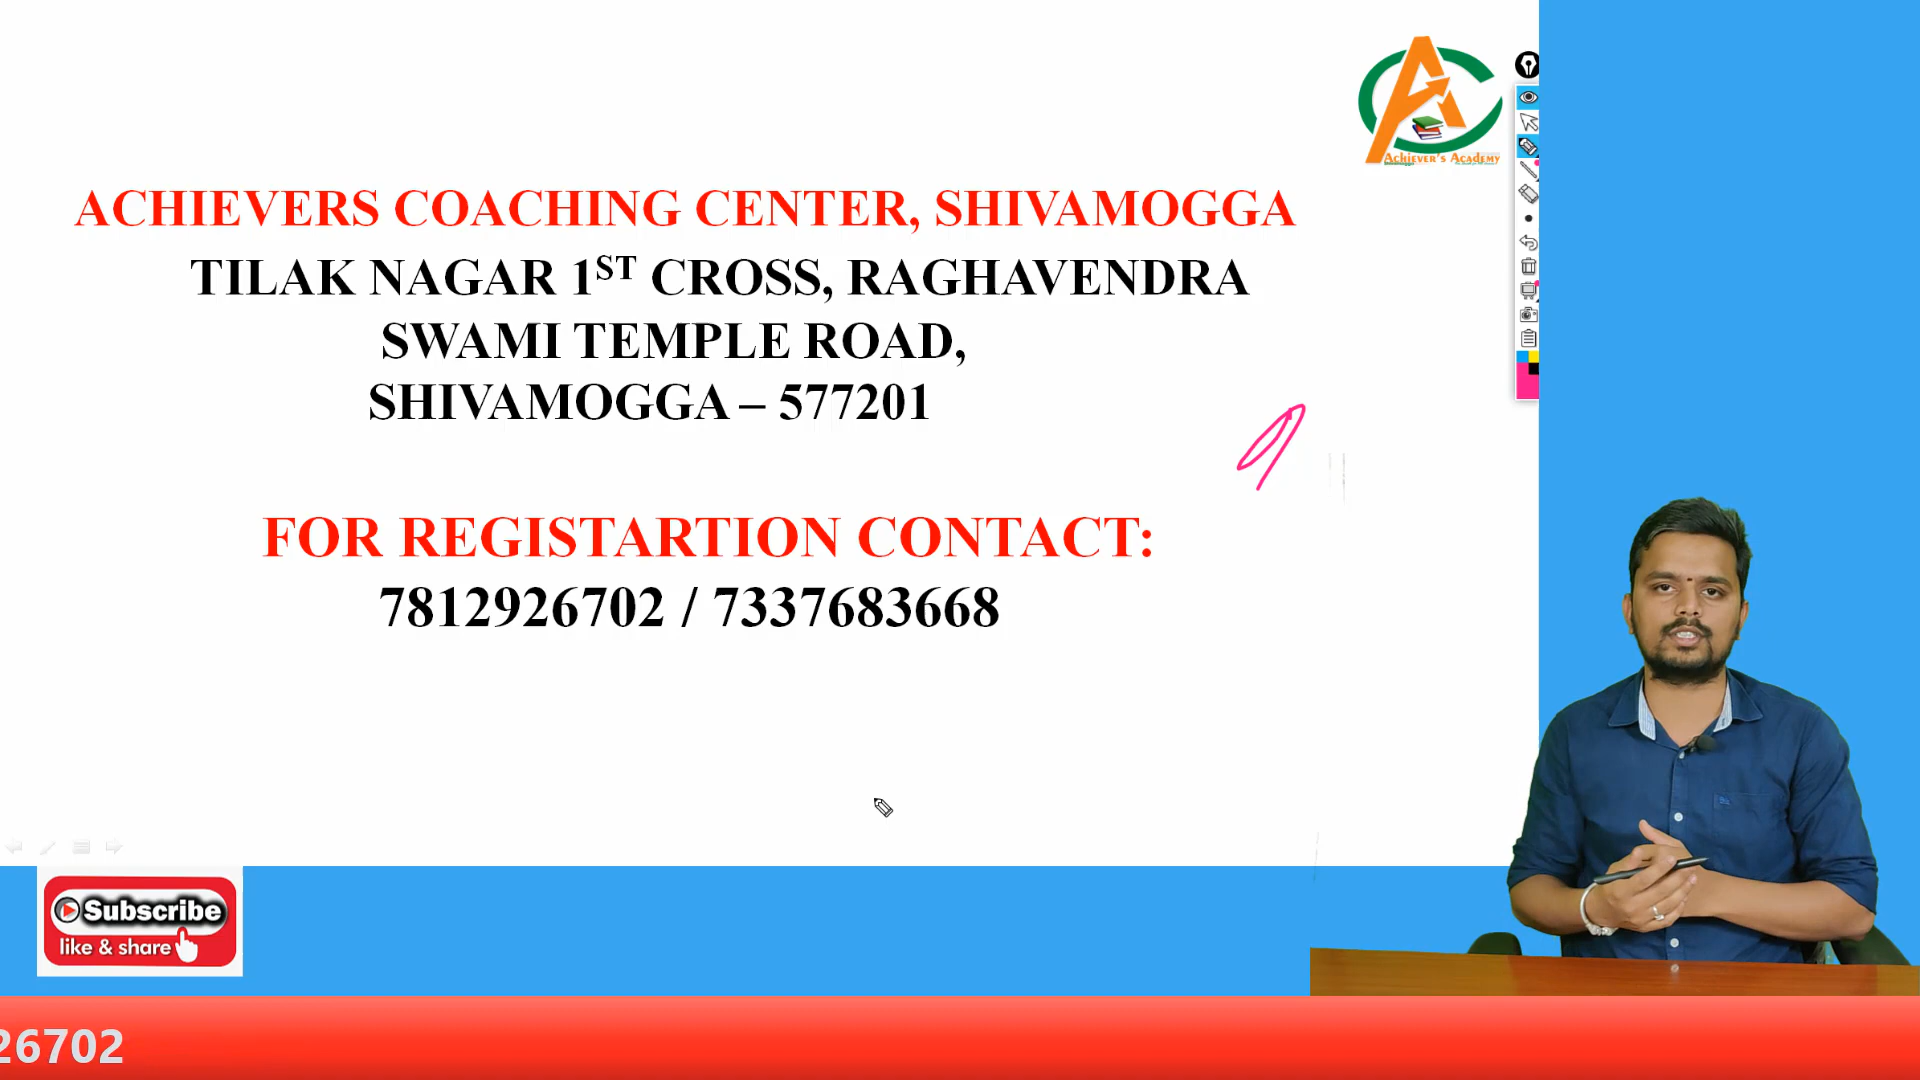 Achiever's Academy
ACHIEVERS COACHING CENTER, SHIVAMOGGA
TILAK NAGAR 1ST CROSS, RAGHAVENDRA
SWAMI TEMPLE ROAD,
SHIVAMOGGA – 577201
FOR REGISTARTION CONTACT:
7812926702 / 7337683668
Subscribe
like & share
26702